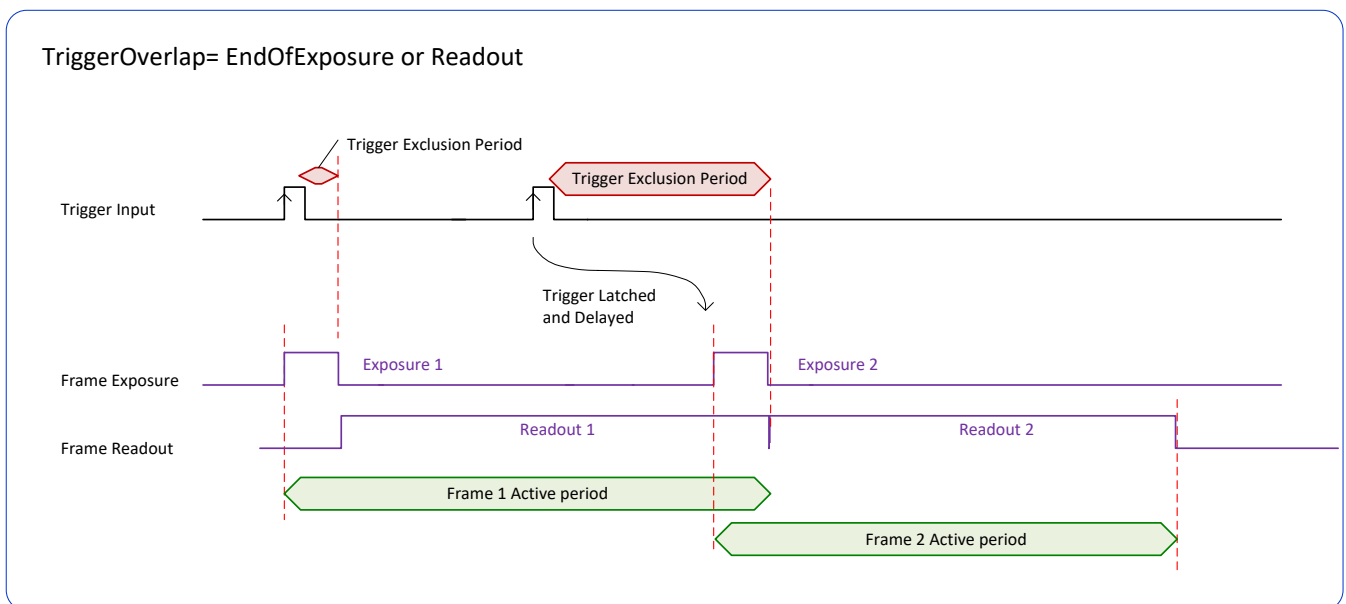 TriggerOverlap= EndOfExposure or Readout
Trigger Exclusion Period
Trigger Exclusion Period
Trigger Input
Trigger Latched
and Delayed
Exposure 1
Exposure 2
Frame Exposure
Readout 1
Readout 2
Frame Readout
Frame 1 Active period
Frame 2 Active period